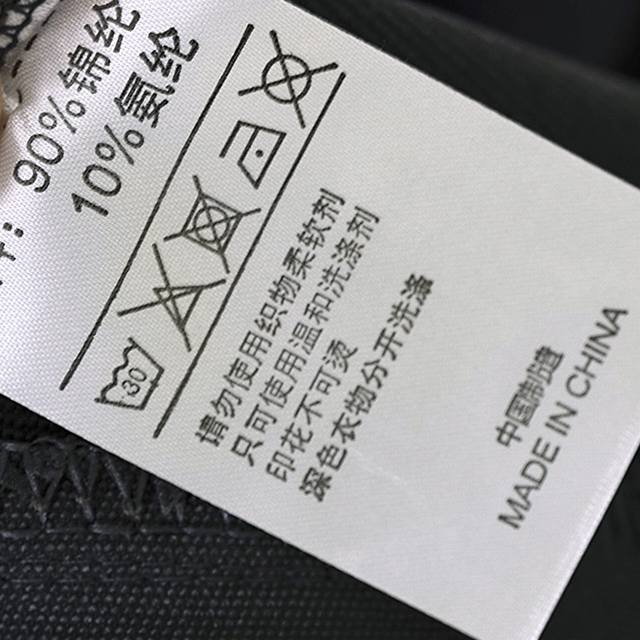 90%锦纶
10%氨纶
30
请勿使用织物柔软剂
只可使用温和洗涤剂
印花不可烫
深色衣物分开洗涤
中国制造
MADE IN CHINA